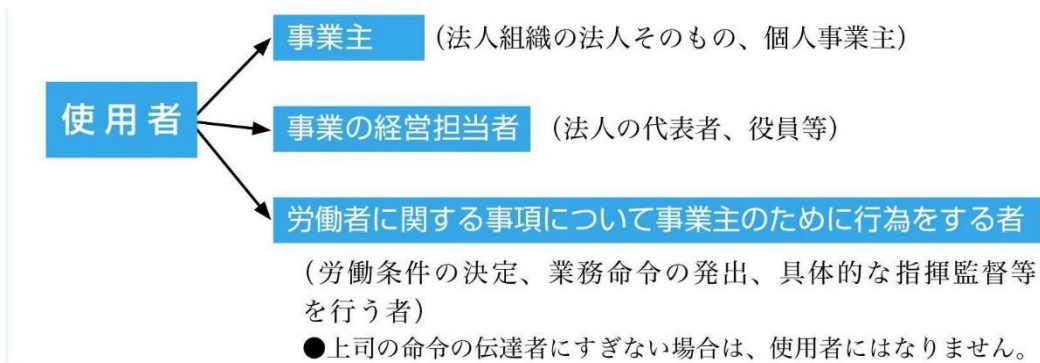 事業主 （法人組織の法人そのもの、個人事業主）
使用者
事業の経営担当者 （法人の代表者、役員等）
労働者に関する事項について事業主のために行為をする者
（労働条件の決定、業務命令の発出、具体的な指揮監督等
を行う者）
●上司の命令の伝達者にすぎない場合は、使用者にはなりません。